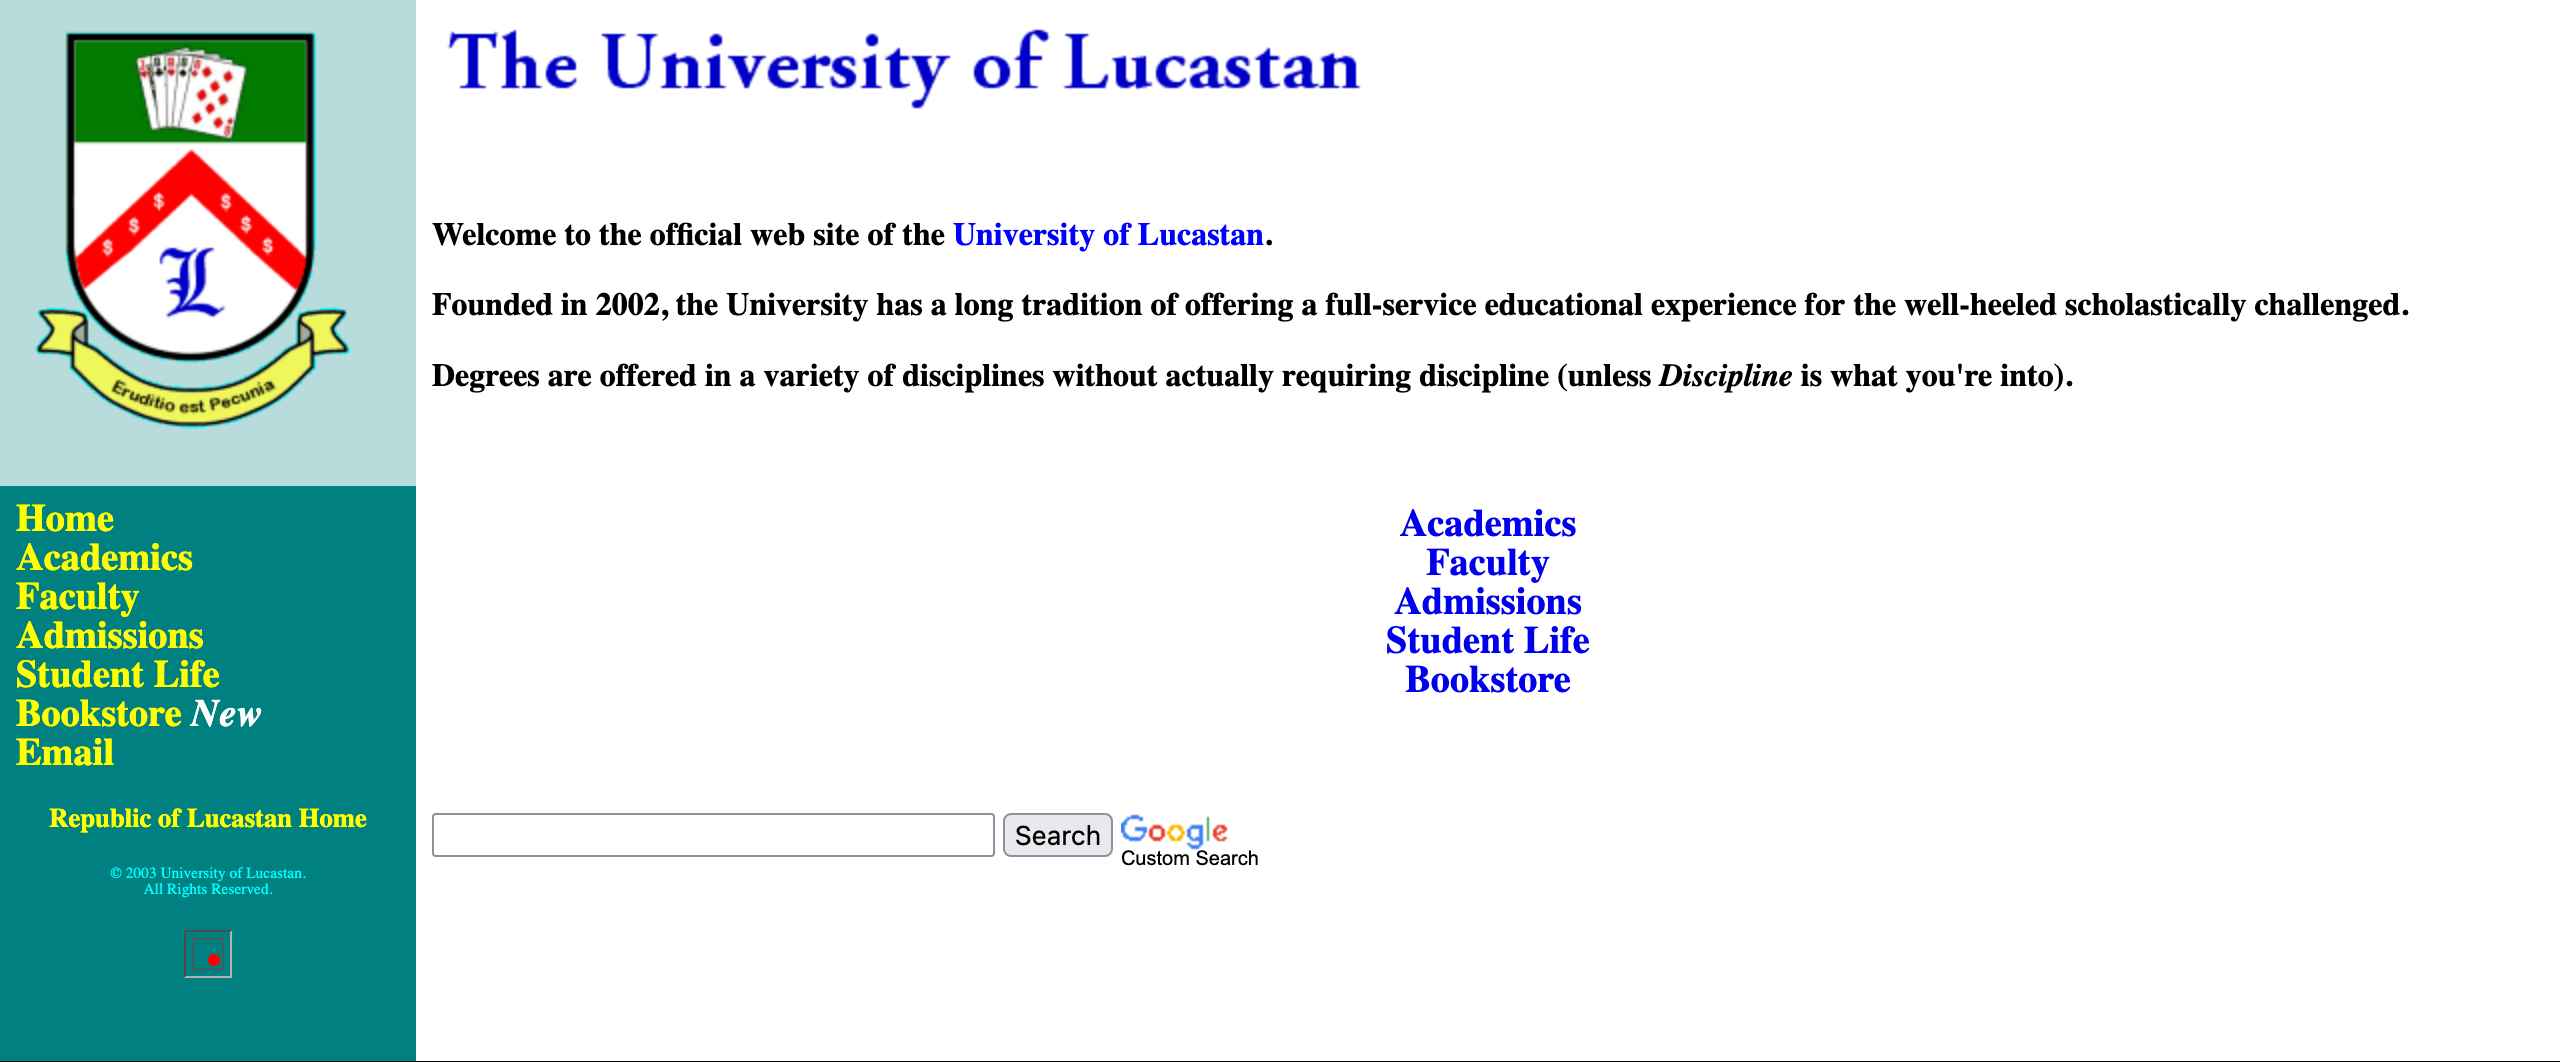 $ $ $ $ $ $
L
Eruditio est Pecunia
Home
Academics
Faculty
Admissions
Student Life
Bookstore New
Email
Republic of Lucastan Home
© 2003 University of Lucastan.
All Rights Reserved.
The University of Lucastan
Welcome to the official web site of the University of Lucastan.
Founded in 2002, the University has a long tradition of offering a full-service educational experience for the well-heeled scholastically challenged.
Degrees are offered in a variety of disciplines without actually requiring discipline (unless Discipline is what you're into).
Academics
Faculty
Admissions
Student Life
Bookstore
Search Google
Custom Search